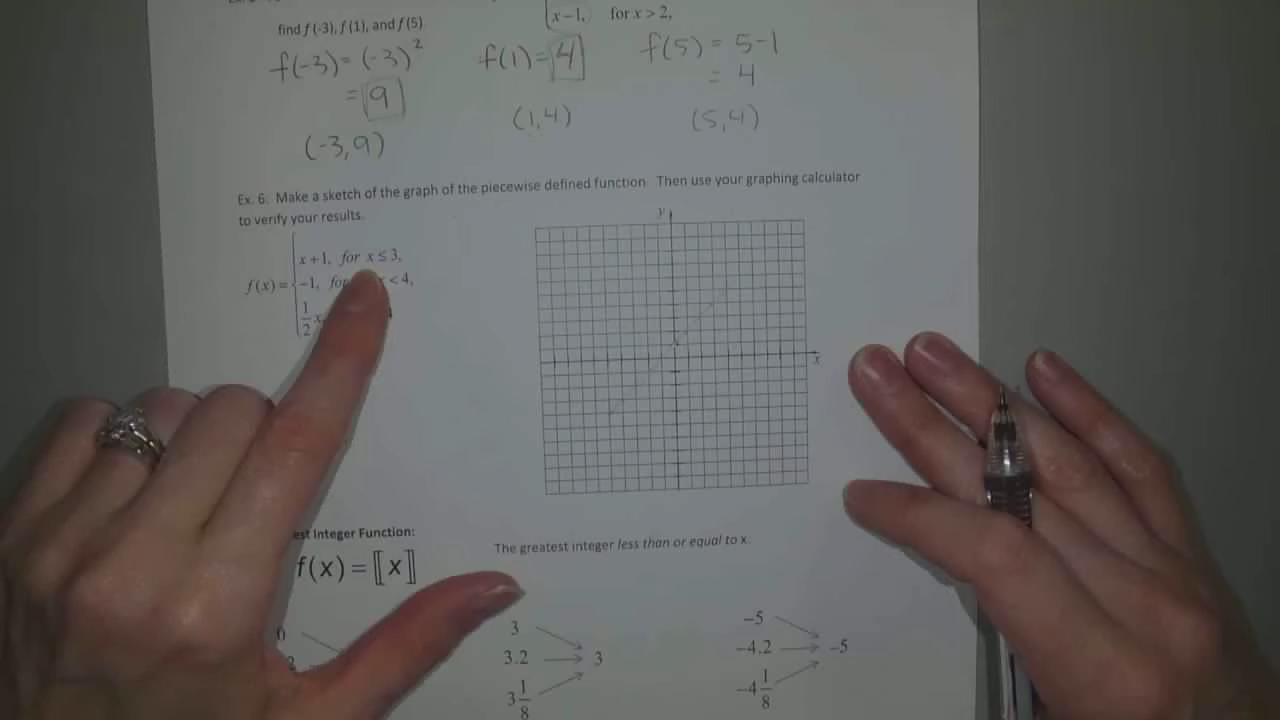 x−1, for x > 2,
find f(-3), f(1), and f(5)
f(-3) = (-3)²
= 9
(-3,9)
f(1) = 4
(1,4)
f(5) = 5-1
= 4
(5,4)
Ex. 6: Make a sketch of the graph of the piecewise defined function. Then use your graphing calculator
to verify your results.
f(x) =
x+1, for x ≤ 3,
−1, for < 4,
1/2 x
y
x
est Integer Function:
f(x) = ⟦x⟧
The greatest integer less than or equal to x.
0
3
3.2
3 1/8
3
−5
−4.2
−4 1/8
−5